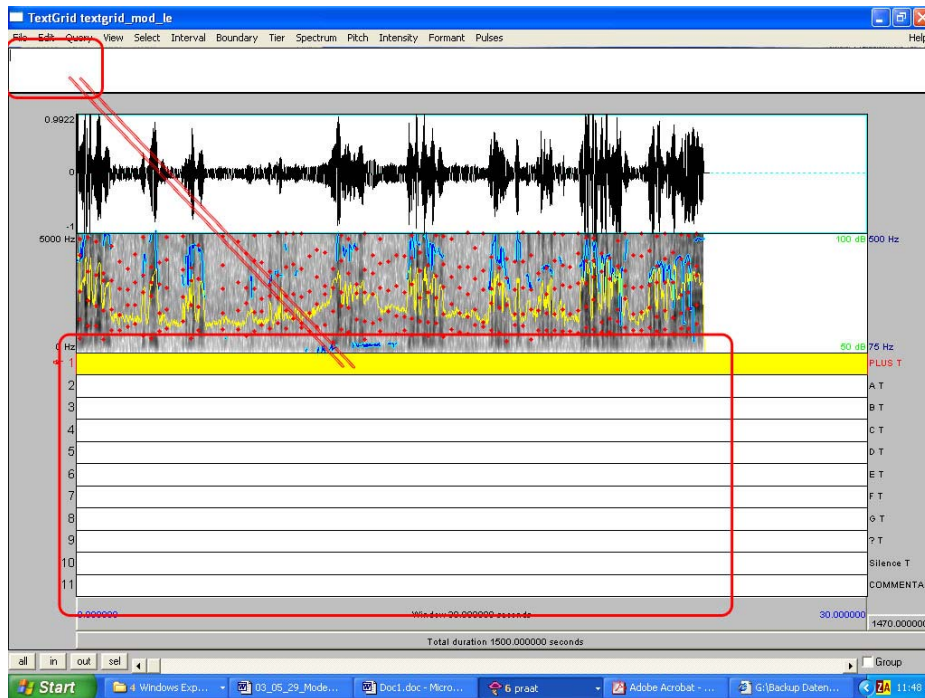 TextGrid textgrid_mod_le
File Edit Query View Select Interval Boundary Tier Spectrum Pitch Intensity Formant Pulses Help
0.9922
0
-1
5000 Hz 100 dB 500 Hz
0 Hz 50 dB 75 Hz
1 PLUS T
2 A T
3 B T
4 C T
5 D T
6 E T
7 F T
8 G T
9 ? T
10 Silence T
11 COMMENTA
0.000000 Window 30.000000 seconds 30.000000
1470.000000
Total duration 1500.000000 seconds
all in out sel Group
Start 4 Windows Exp... 03_05_29_Mode... Doc1.doc - Micro... 6 praat Adobe Acrobat - ... G:\Backup Daten... 11:48